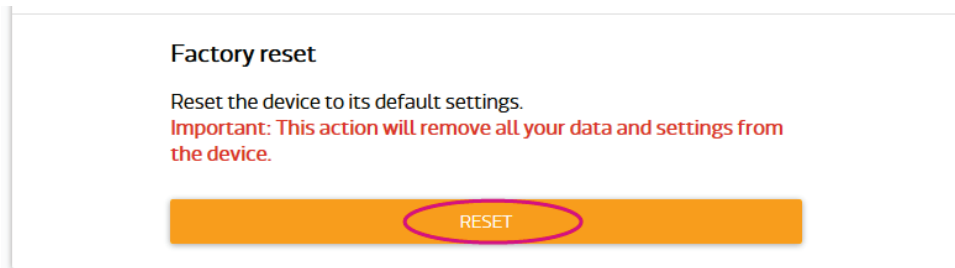 Factory reset
Reset the device to its default settings.
Important: This action will remove all your data and settings from
the device.
RESET